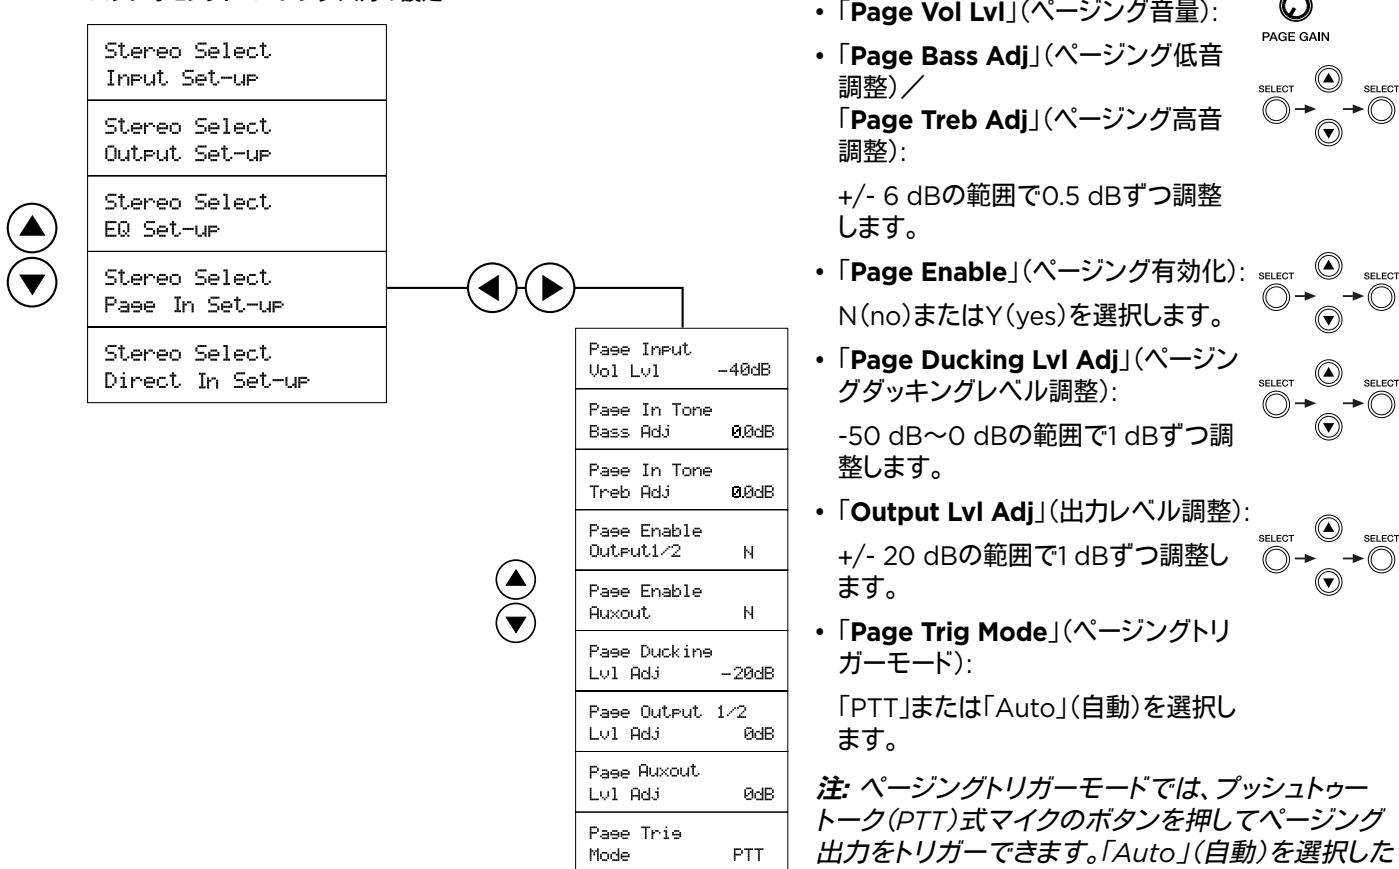 Stereo Select
Input Set-up
Stereo Select
Output Set-up
Stereo Select
EQ Set-up
Stereo Select
Page In Set-up
Stereo Select
Direct In Set-up
Page Input
Vol Lvl -40dB
Page In Tone
Bass Adj 0.0dB
Page In Tone
Treb Adj 0.0dB
Page Enable
Output1/2 N
Page Enable
Auxout N
Page Ducking
Lvl Adj -20dB
Page Output 1/2
Lvl Adj 0dB
Page Auxout
Lvl Adj 0dB
Page Trig
Mode PTT
• 「Page Vol Lvl」(ページング音量):
PAGE GAIN
• 「Page Bass Adj」(ページング低音
調整)/
「Page Treb Adj」(ページング高音
調整):
SELECT SELECT
+/- 6 dBの範囲で0.5 dBずつ調整
します。
• 「Page Enable」(ページング有効化):
SELECT SELECT
N(no)またはY(yes)を選択します。
• 「Page Ducking Lvl Adj」(ページン
グダッキングレベル調整):
SELECT SELECT
-50 dB~0 dBの範囲で1 dBずつ調
整します。
• 「Output Lvl Adj」(出力レベル調整):
SELECT SELECT
+/- 20 dBの範囲で1 dBずつ調整し
ます。
• 「Page Trig Mode」(ページングトリ
ガーモード):
「PTT」または「Auto」(自動)を選択し
ます。
注: ページングトリガーモードでは、プッシュトゥー
トーク(PTT)式マイクのボタンを押してページング
出力をトリガーできます。「Auto」(自動)を選択した